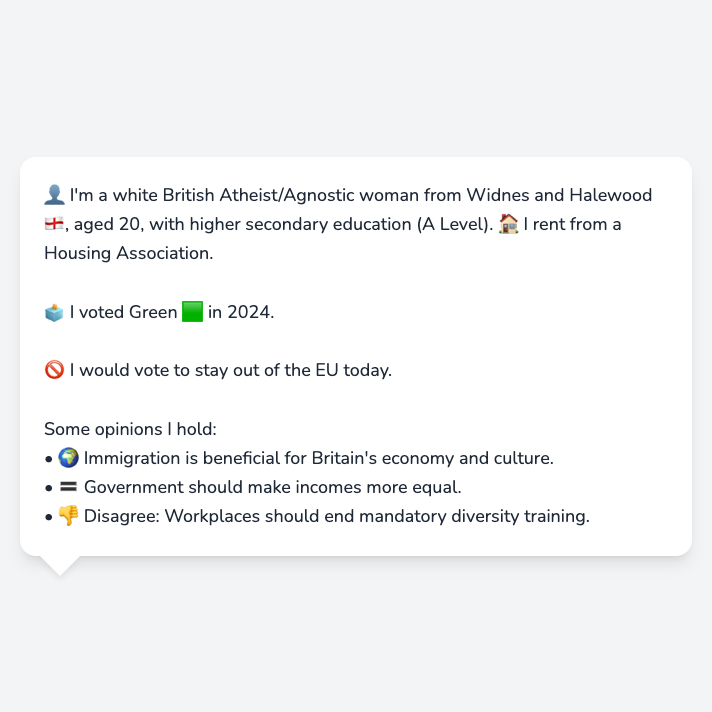 👤 I'm a white British Atheist/Agnostic woman from Widnes and Halewood
🏴󠁧󠁢󠁥󠁮󠁧󠁿, aged 20, with higher secondary education (A Level). 🏠 I rent from a
Housing Association.
🗳️ I voted Green 🟩 in 2024.
🚫 I would vote to stay out of the EU today.
Some opinions I hold:
• 🌍 Immigration is beneficial for Britain's economy and culture.
• 🟰 Government should make incomes more equal.
• 👎 Disagree: Workplaces should end mandatory diversity training.